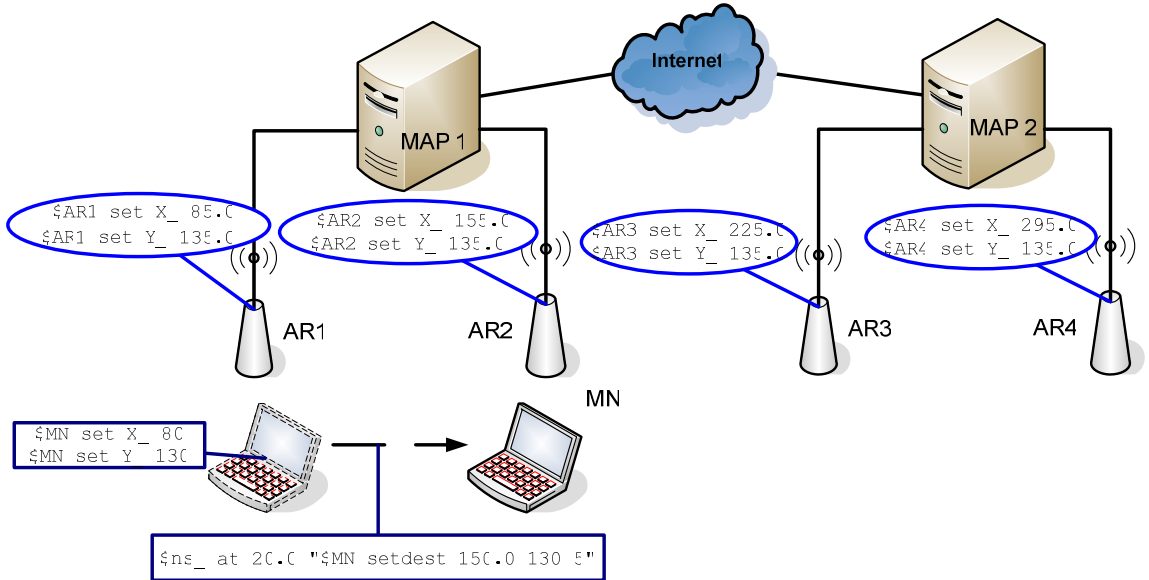 Internet
MAP 1
MAP 2
$AR1 set X_ 85.0
$AR1 set Y_ 135.0
$AR2 set X_ 155.0
$AR2 set Y_ 135.0
$AR3 set X_ 225.0
$AR3 set Y_ 135.0
$AR4 set X_ 295.0
$AR4 set Y_ 135.0
AR1
AR2
AR3
AR4
MN
$MN set X_ 80
$MN set Y_ 130
$ns_ at 20.0 "$MN setdest 150.0 130 5"